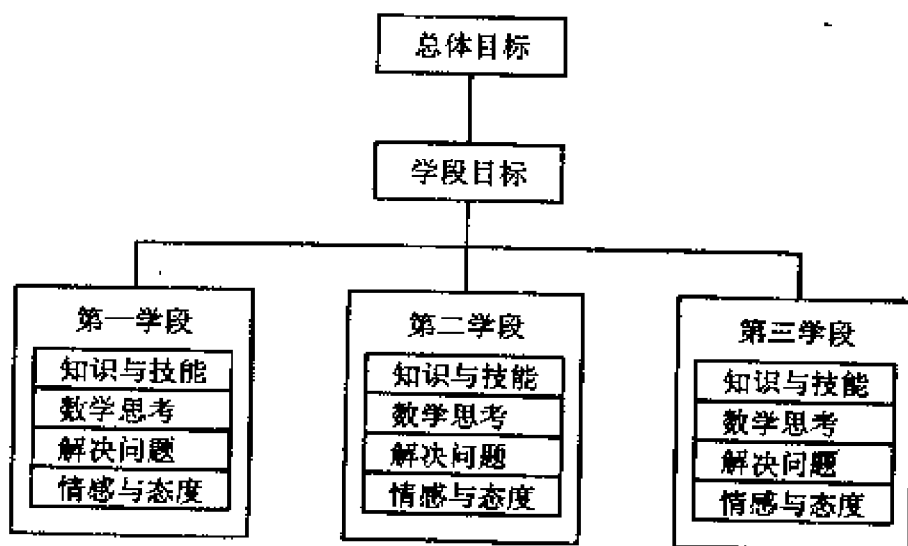 总体目标
学段目标
第一学段
知识与技能
数学思考
解决问题
情感与态度
第二学段
知识与技能
数学思考
解决问题
情感与态度
第三学段
知识与技能
数学思考
解决问题
情感与态度